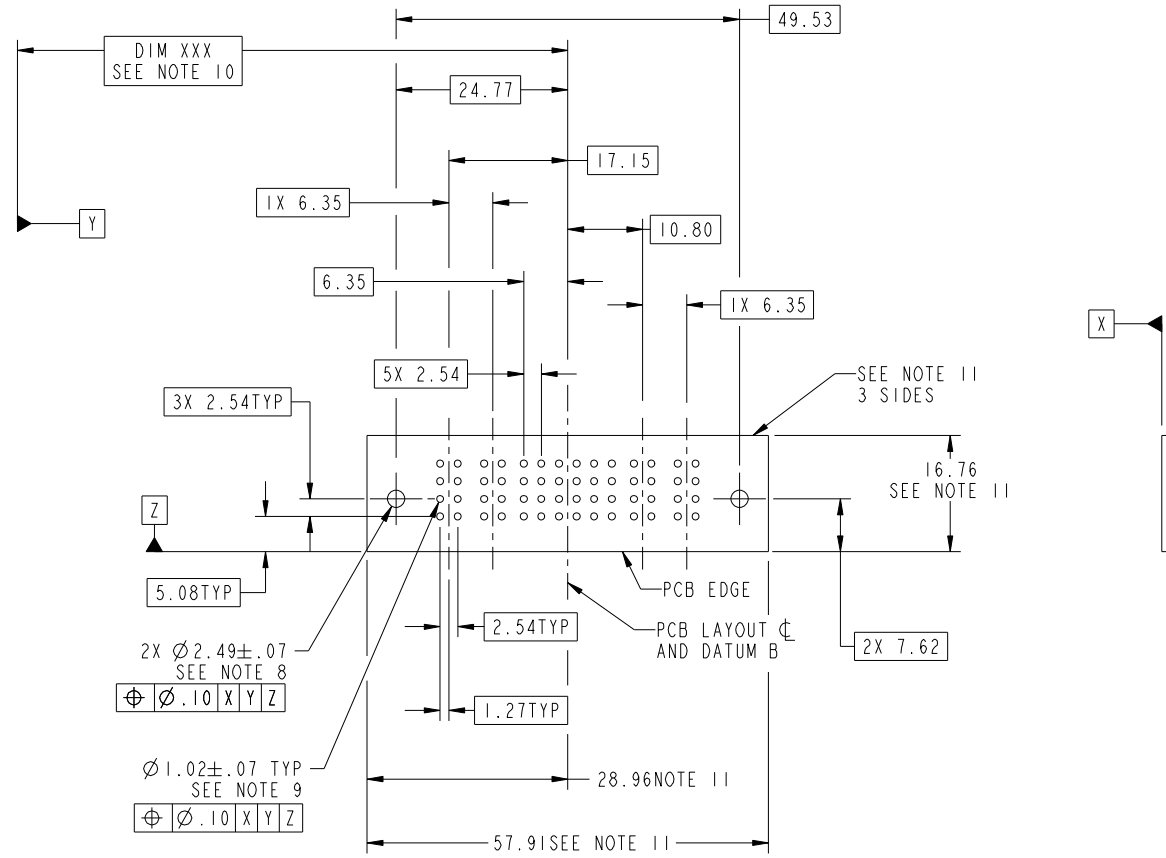 49.53
DIM XXX
SEE NOTE 10
24.77
17.15
1X 6.35
Y
10.80
6.35
1X 6.35
X
5X 2.54
SEE NOTE 11
3 SIDES
3X 2.54TYP
16.76
SEE NOTE 11
Z
5.08TYP
PCB EDGE
2.54TYP
PCB LAYOUT ℄
AND DATUM B
2X 7.62
2X Ø2.49±.07
SEE NOTE 8
⌖ Ø.10 X Y Z
1.27TYP
Ø1.02±.07 TYP
SEE NOTE 9
⌖ Ø.10 X Y Z
28.96NOTE 11
57.91SEE NOTE 11